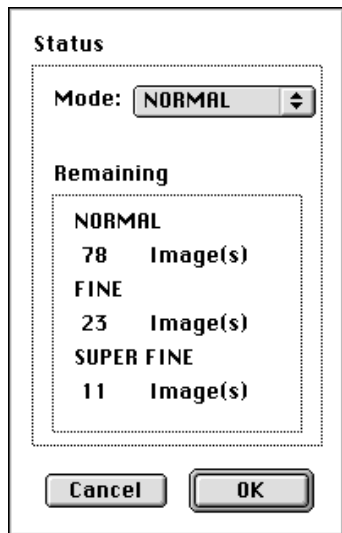 Status
Mode: NORMAL
Remaining
NORMAL
78 Image(s)
FINE
23 Image(s)
SUPER FINE
11 Image(s)
Cancel OK